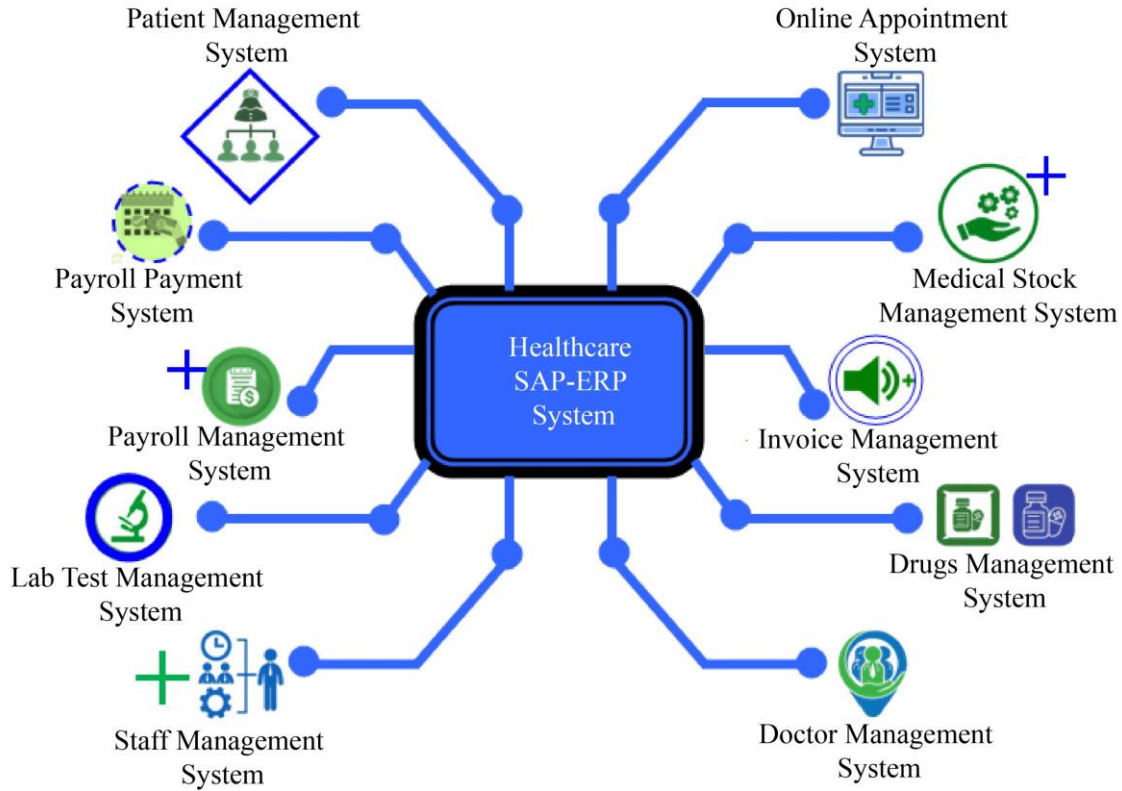 Patient Management
System
Online Appointment
System
Payroll Payment
System
Medical Stock
Management System
Healthcare
SAP-ERP
System
Payroll Management
System
Invoice Management
System
Lab Test Management
System
Drugs Management
System
Staff Management
System
Doctor Management
System